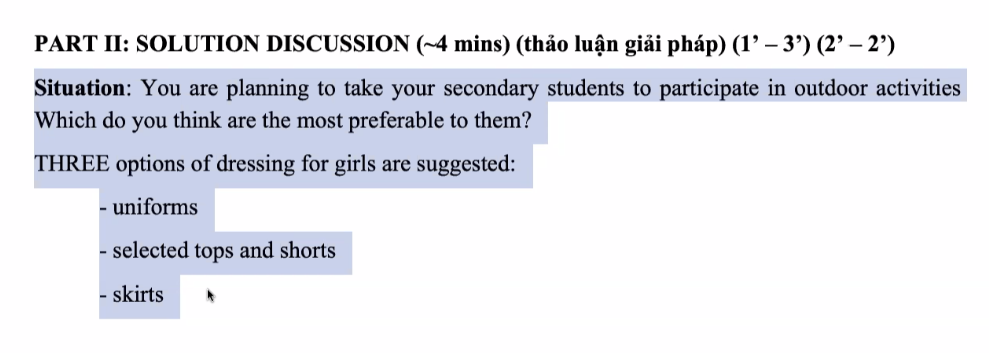 PART II: SOLUTION DISCUSSION (~4 mins) (thảo luận giải pháp) (1’ – 3’) (2’ – 2’)
Situation: You are planning to take your secondary students to participate in outdoor activities
Which do you think are the most preferable to them?
THREE options of dressing for girls are suggested:
- uniforms
- selected tops and shorts
- skirts